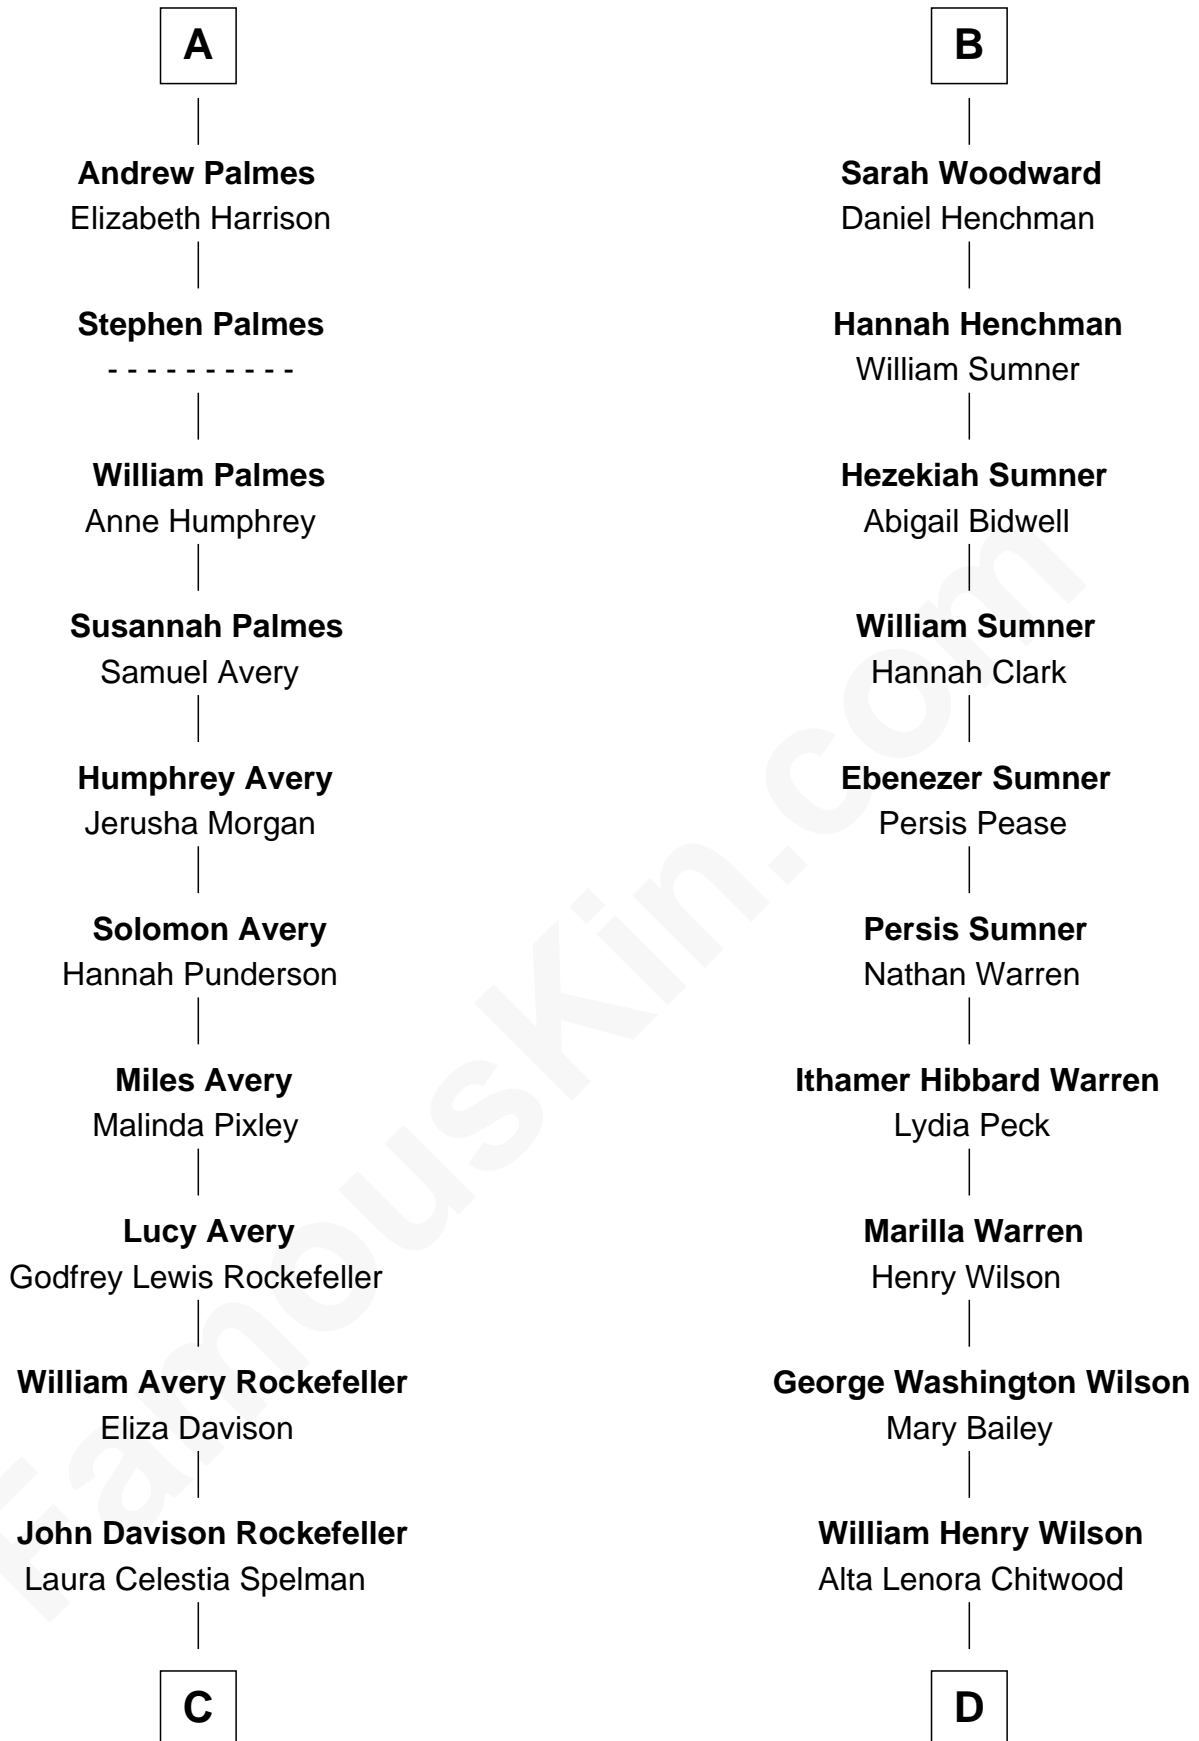 A
Andrew Palmes
Elizabeth Harrison
Stephen Palmes
- - - - - - - - - -
William Palmes
Anne Humphrey
Susannah Palmes
Samuel Avery
Humphrey Avery
Jerusha Morgan
Solomon Avery
Hannah Punderson
Miles Avery
Malinda Pixley
Lucy Avery
Godfrey Lewis Rockefeller
William Avery Rockefeller
Eliza Davison
John Davison Rockefeller
Laura Celestia Spelman
C
B
Sarah Woodward
Daniel Henchman
Hannah Henchman
William Sumner
Hezekiah Sumner
Abigail Bidwell
William Sumner
Hannah Clark
Ebenezer Sumner
Persis Pease
Persis Sumner
Nathan Warren
Ithamer Hibbard Warren
Lydia Peck
Marilla Warren
Henry Wilson
George Washington Wilson
Mary Bailey
William Henry Wilson
Alta Lenora Chitwood
D
FamousKin.com